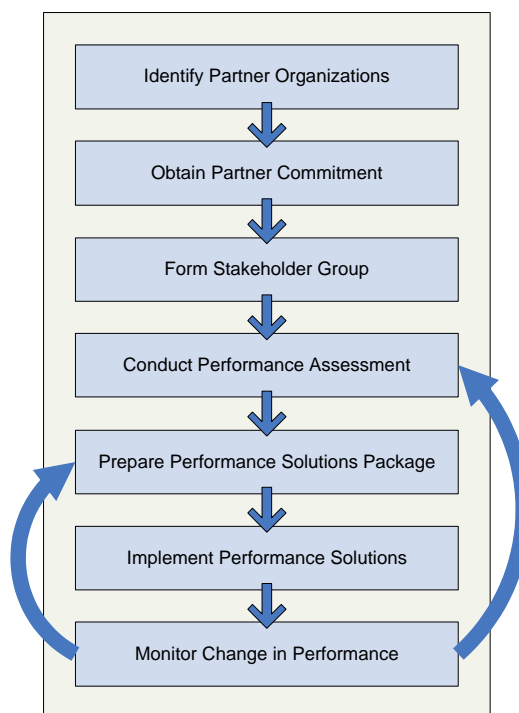 Identify Partner Organizations
Obtain Partner Commitment
Form Stakeholder Group
Conduct Performance Assessment
Prepare Performance Solutions Package
Implement Performance Solutions
Monitor Change in Performance